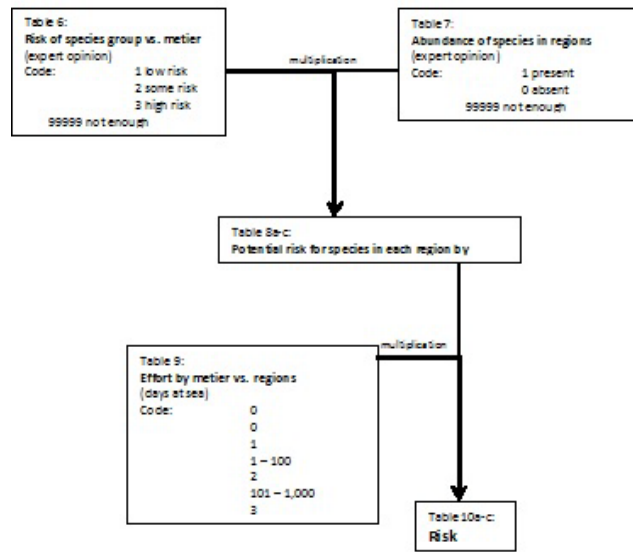 Table 6:
Risk of species group vs. metier
(expert opinion)
Code: 1 low risk
2 some risk
3 high risk
99999 not enough
multiplication
Table 7:
Abundance of species in regions
(expert opinion)
Code: 1 present
0 absent
99999 not enough
Table 8a-c:
Potential risk for species in each region by
multiplication
Table 9:
Effort by metier vs. regions
(days at sea)
Code: 0
0
1
1 – 100
2
101 – 1,000
3
Table 10a-c:
Risk